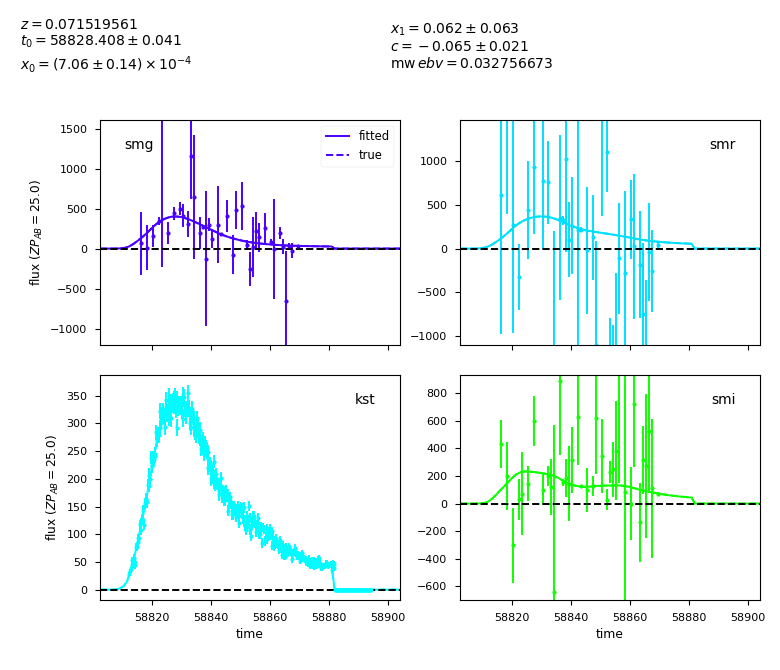 z = 0.071519561
t₀ = 58828.408 ± 0.041
x₀ = (7.06 ± 0.14) × 10⁻⁴
x₁ = 0.062 ± 0.063
c = −0.065 ± 0.021
mw ebv = 0.032756673
smg
fitted
true
1500
1000
500
0
−500
−1000
flux (ZP_AB = 25.0)
smr
1000
500
0
−500
−1000
kst
350
300
250
200
150
100
50
0
flux (ZP_AB = 25.0)
58820 58840 58860 58880 58900
time
smi
800
600
400
200
0
−200
−400
−600
58820 58840 58860 58880 58900
time